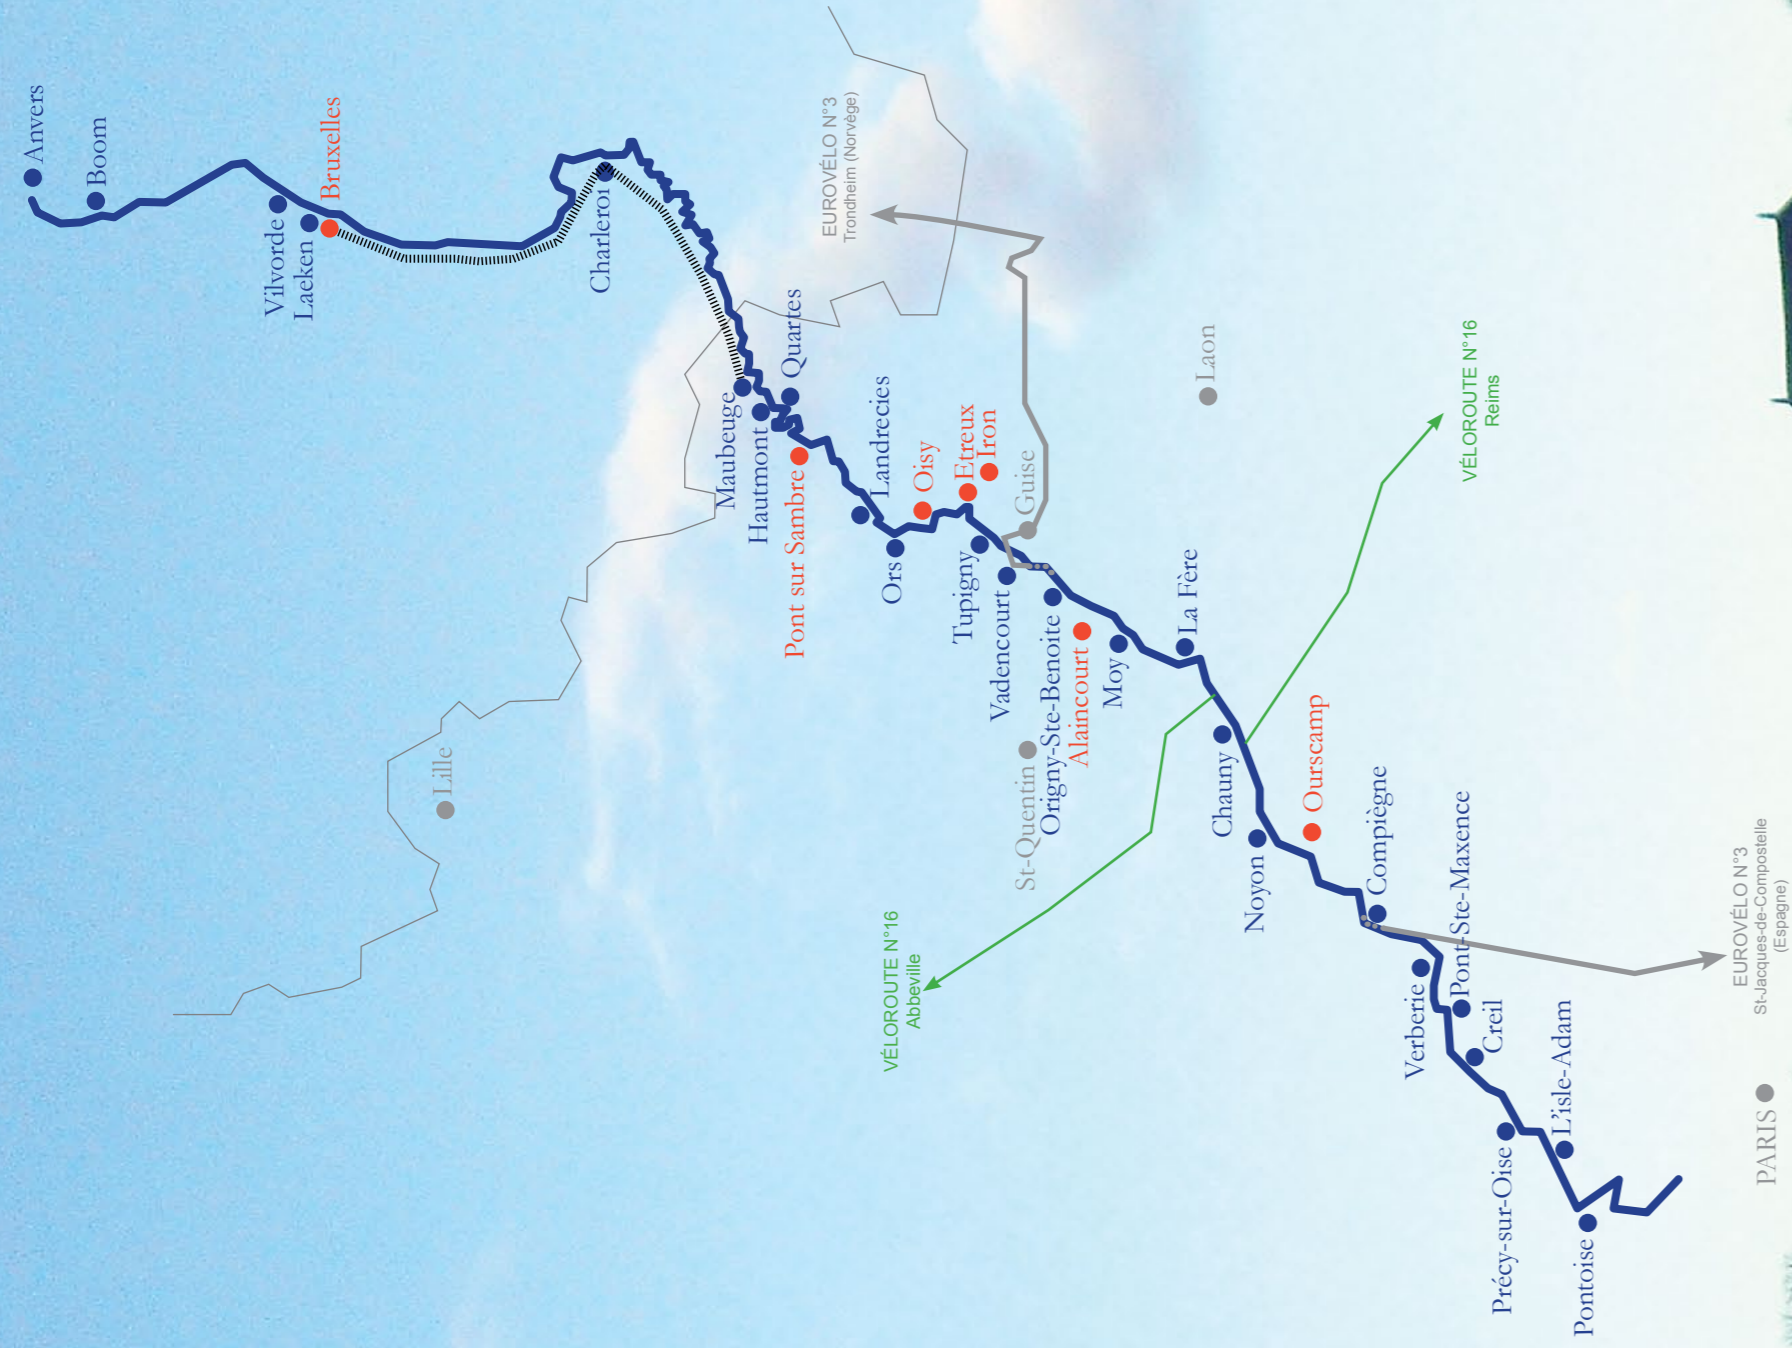 Anvers
Boom
Bruxelles
Vilvorde
Laeken
Charleroi
EUROVÉLO N°3
Trondheim (Norvège)
Quartes
Maubeuge
Hautmont
Pont sur Sambre
Landrecies
Ors
Oisy
Etreux
Iron
Tupigny
Guise
Vadencourt
Origny-Ste-Benoite
St-Quentin
Alaincourt
Moy
La Fère
Laon
Lille
VÉLOROUTE N°16
Reims
Chauny
Noyon
Ourscamp
VÉLOROUTE N°16
Abbeville
Compiègne
Verberie
Pont-Ste-Maxence
Creil
Précy-sur-Oise
L'isle-Adam
Pontoise
EUROVÉLO N°3
St-Jacques-de-Compostelle
(Espagne)
PARIS